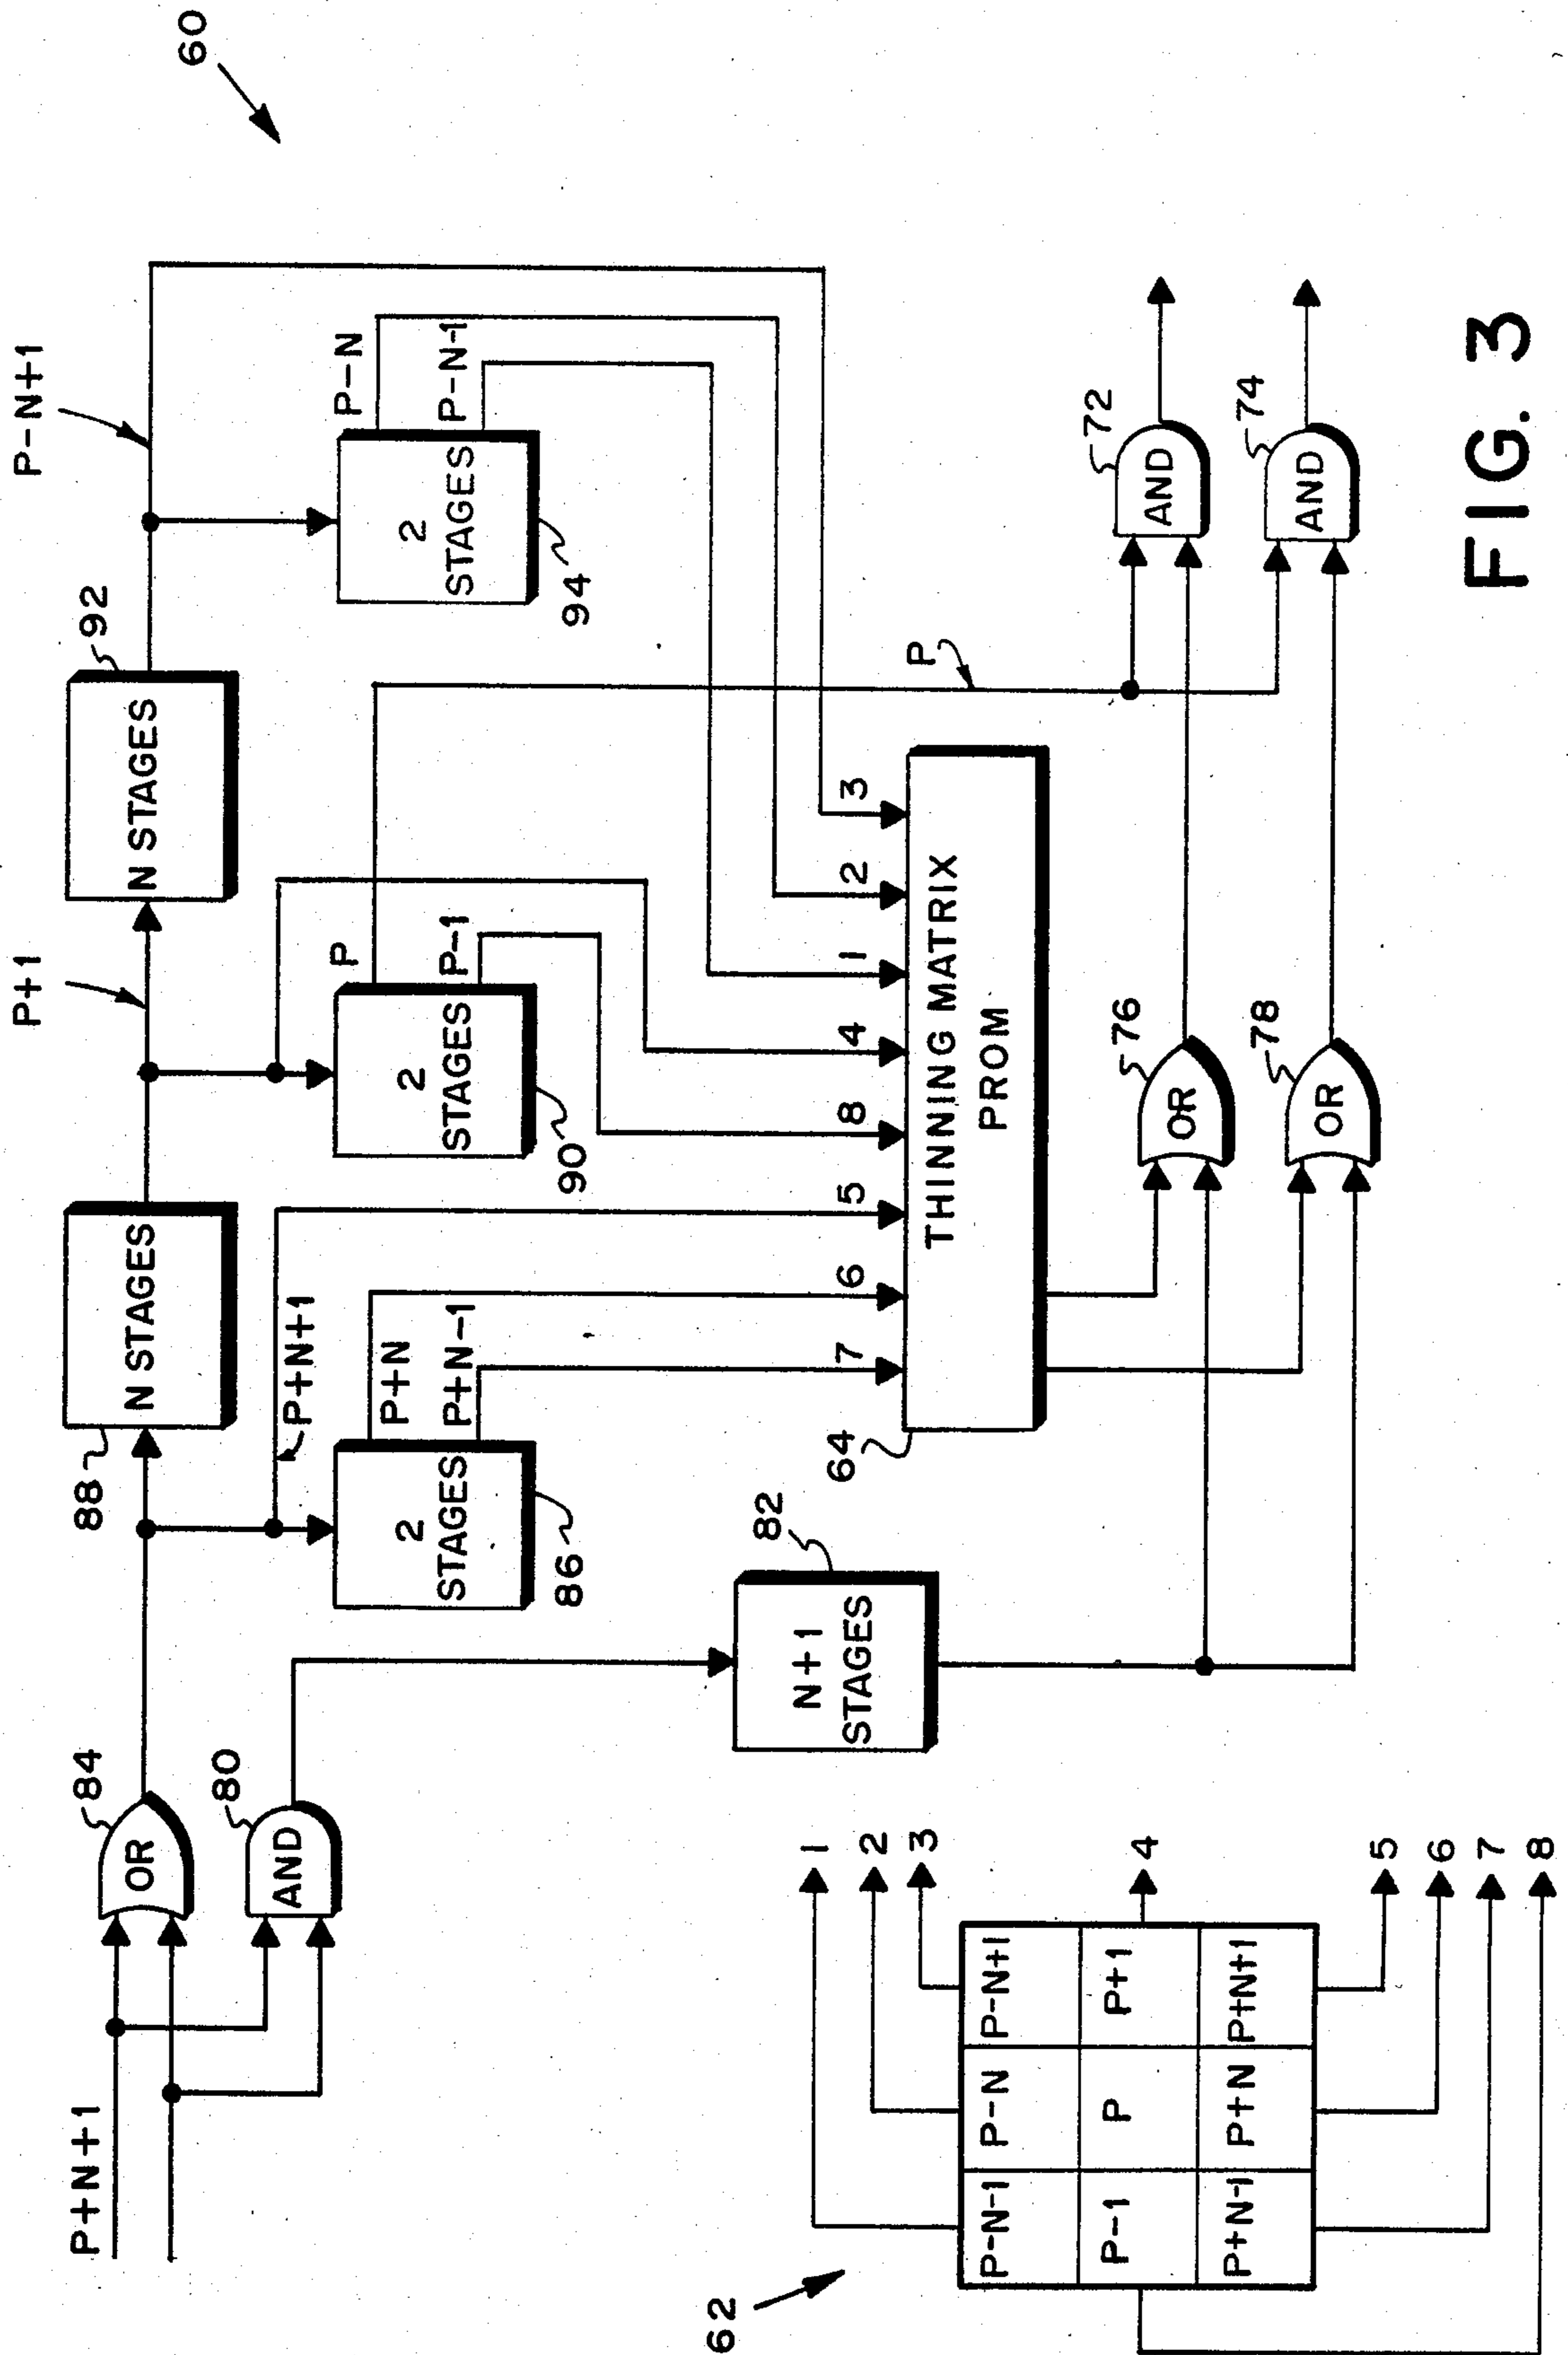 60
P-N+1
P+1
92
N STAGES
88
N STAGES
84
OR
P+N+1
80
AND
P+N+1
86
2
STAGES
P+N
P+N-1
90
2
STAGES
P
P-1
94
2
STAGES
P-N
P-N-1
P
82
N+1
STAGES
7
6
5
8
4
1
2
3
64
THINNING MATRIX
PROM
76
OR
78
OR
72
AND
74
AND
62
P-N-1
P-N
P-N+1
P-1
P
P+1
P+N-1
P+N
P+N+1
1
2
3
4
5
6
7
8
FIG. 3